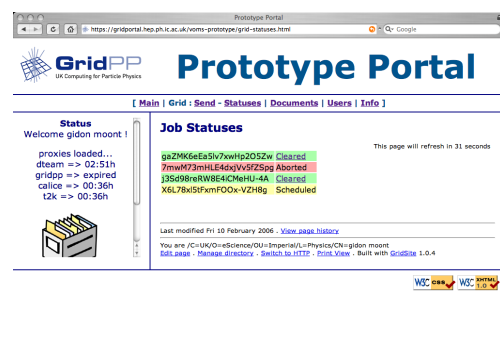 Prototype Portal
https://gridportal.hep.ph.ic.ac.uk/voms-prototype/grid-statuses.html
Google
GridPP
UK Computing for Particle Physics
Prototype Portal
[ Main | Grid : Send - Statuses | Documents | Users | Info ]
Status
Welcome gidon moont !
proxies loaded...
dteam => 02:51h
gridpp => expired
calice => 00:36h
t2k => 00:36h
Job Statuses
This page will refresh in 31 seconds
gaZMK6eEa5lv7xwHp2O5Zw Cleared
7mwM73mHLE4dxjVv5fZSpg Aborted
j3Sd98reRW8E4iCMeHU-4A Cleared
X6L78xl5tFxmFOOx-VZH8g Scheduled
Last modified Fri 10 February 2006 . View page history
You are /C=UK/O=eScience/OU=Imperial/L=Physics/CN=gidon moont
Edit page . Manage directory . Switch to HTTP . Print View . Built with GridSite 1.0.4
W3C css
W3C XHTML 1.0